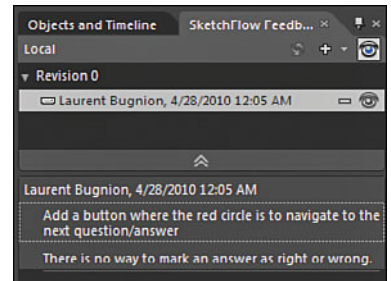 Objects and Timeline
SketchFlow Feedb...
Local
Revision 0
Laurent Bugnion, 4/28/2010 12:05 AM
Laurent Bugnion, 4/28/2010 12:05 AM
Add a button where the red circle is to navigate to the
next question/answer
There is no way to mark an answer as right or wrong.